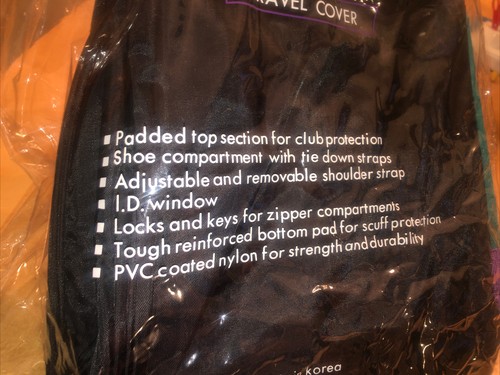 TRAVEL COVER
▪ Padded top section for club protection
▪ Shoe compartment with tie down straps
▪ Adjustable and removable shoulder strap
▪ I.D. window
▪ Locks and keys for zipper compartments
▪ Tough reinforced bottom pad for scuff protection
▪ PVC coated nylon for strength and durability
korea